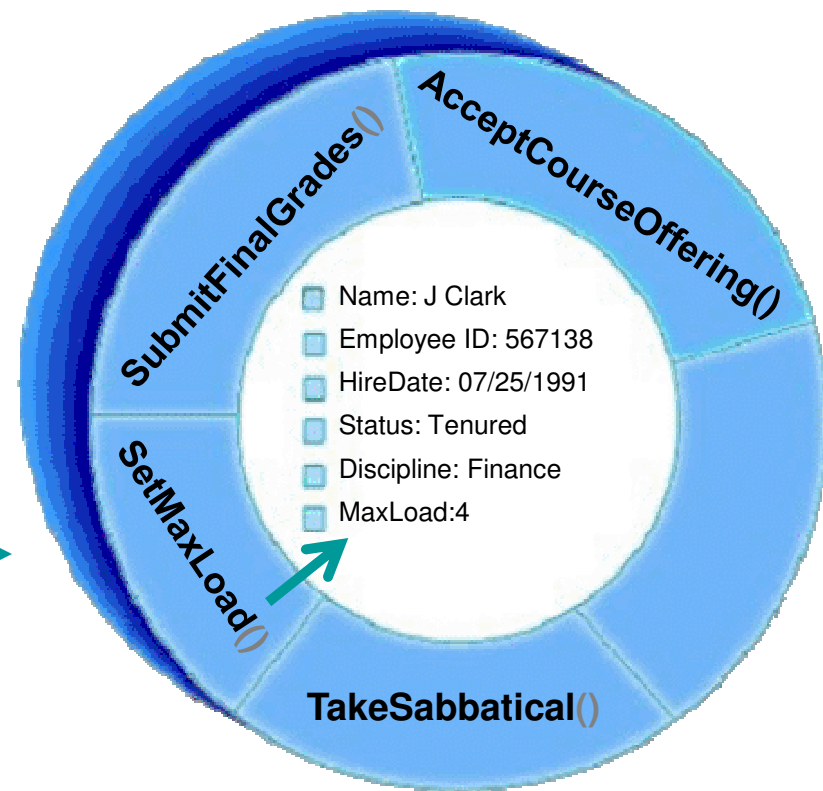 SubmitFinalGrades()
AcceptCourseOffering()
Name: J Clark
Employee ID: 567138
HireDate: 07/25/1991
Status: Tenured
Discipline: Finance
MaxLoad:4
SetMaxLoad()
TakeSabbatical()